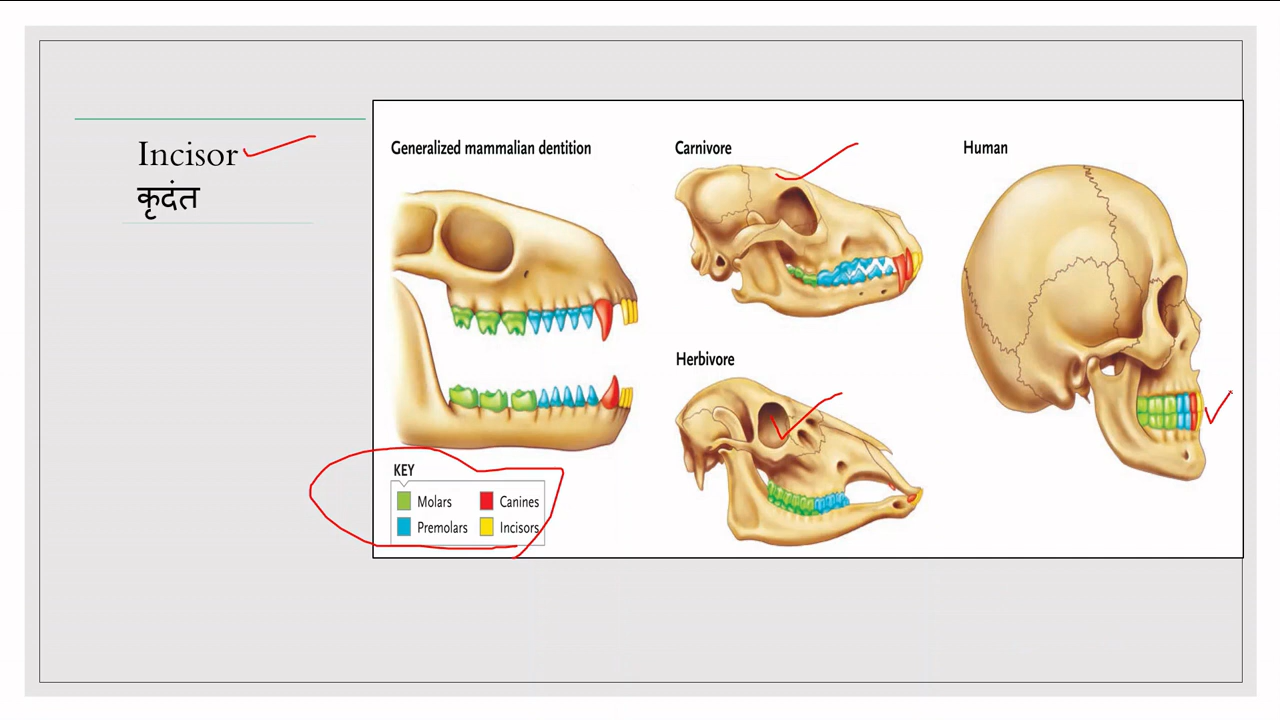 Incisor
कृदंत
Generalized mammalian dentition
Carnivore
Human
Herbivore
KEY
Molars Canines
Premolars Incisors